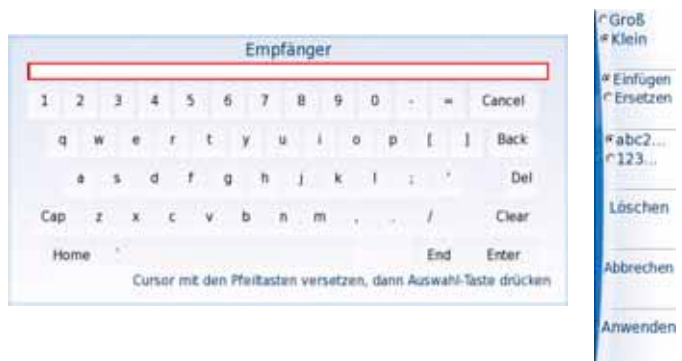 Empfänger
1 2 3 4 5 6 7 8 9 0 - = Cancel
q w e r t y u i o p [ ] Back
a s d f g h j k l ; ' Del
Cap z x c v b n m , . / Clear
Home ` End Enter
Cursor mit den Pfeiltasten versetzen, dann Auswahl-Taste drücken
Groß
Klein
Einfügen
Ersetzen
abc2...
123...
Löschen
Abbrechen
Anwenden